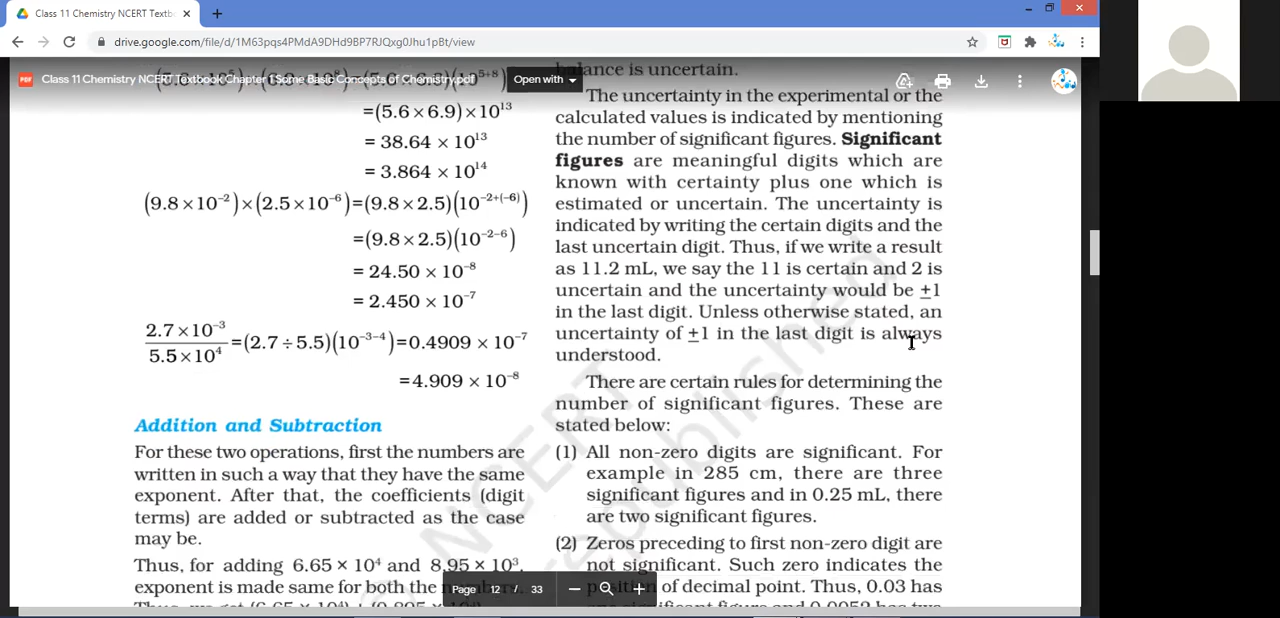 Class 11 Chemistry NCERT Textb
drive.google.com/file/d/1M63pqs4PMdA9DHd9BP7RJQxg0Jhu1pBt/view
Class 11 Chemistry NCERT Textbook Chapter 1 Some Basic Concepts of Chemistry.pdf
Open with
=(5.6 × 6.9) × 10¹³
= 38.64 × 10¹³
= 3.864 × 10¹⁴
(9.8 × 10⁻²) × (2.5 × 10⁻⁶) = (9.8 × 2.5)(10⁻²⁺⁽⁻⁶⁾)
=(9.8 × 2.5)(10⁻²⁻⁶)
= 24.50 × 10⁻⁸
= 2.450 × 10⁻⁷
2.7 × 10⁻³
5.5 × 10⁴
=(2.7 ÷ 5.5)(10⁻³⁻⁴)=0.4909 × 10⁻⁷
=4.909 × 10⁻⁸
Addition and Subtraction
For these two operations, first the numbers are
written in such a way that they have the same
exponent. After that, the coefficients (digit
terms) are added or subtracted as the case
may be.
Thus, for adding 6.65 × 10⁴ and 8.95 × 10³,
exponent is made same for both the
balance is uncertain.
The uncertainty in the experimental or the
calculated values is indicated by mentioning
the number of significant figures. Significant
figures are meaningful digits which are
known with certainty plus one which is
estimated or uncertain. The uncertainty is
indicated by writing the certain digits and the
last uncertain digit. Thus, if we write a result
as 11.2 mL, we say the 11 is certain and 2 is
uncertain and the uncertainty would be ±1
in the last digit. Unless otherwise stated, an
uncertainty of ±1 in the last digit is always
understood.
There are certain rules for determining the
number of significant figures. These are
stated below:
(1) All non-zero digits are significant. For
example in 285 cm, there are three
significant figures and in 0.25 mL, there
are two significant figures.
(2) Zeros preceding to first non-zero digit are
not significant. Such zero indicates the
position of decimal point. Thus, 0.03 has
Page 12 / 33
NCERT
republished